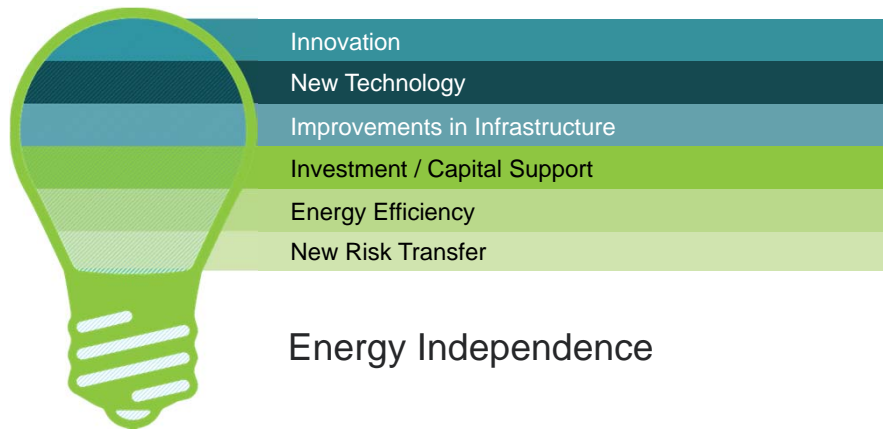 Innovation
New Technology
Improvements in Infrastructure
Investment / Capital Support
Energy Efficiency
New Risk Transfer
Energy Independence